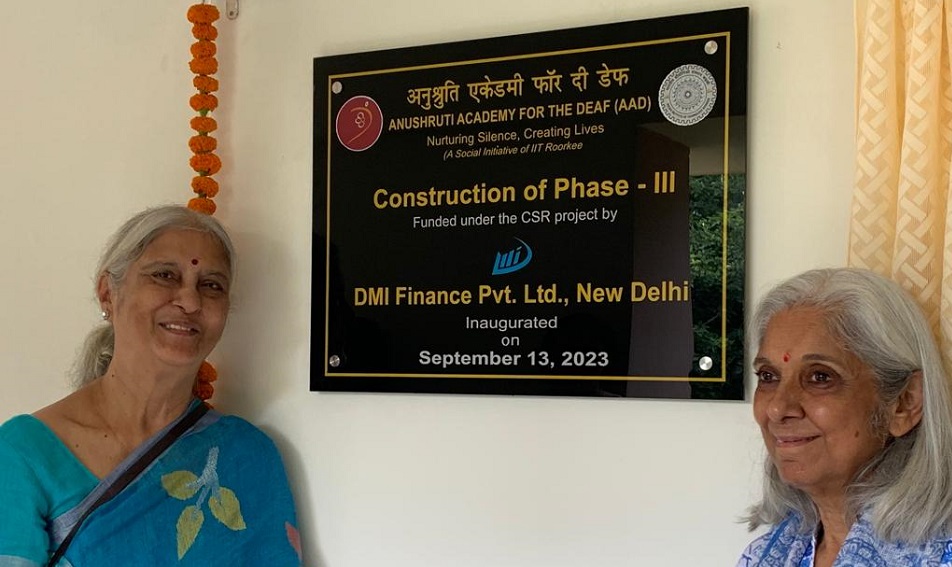 अनुश्रुति एकेडमी फॉर दी डेफ
ANUSHRUTI ACADEMY FOR THE DEAF (AAD)
Nurturing Silence, Creating Lives
(A Social Initiative of IIT Roorkee
Construction of Phase - III
Funded under the CSR project by
DMI Finance Pvt. Ltd., New Delhi
Inaugurated
on
September 13, 2023